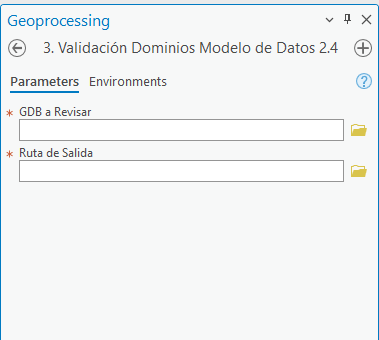 Geoprocessing
3. Validación Dominios Modelo de Datos 2.4
Parameters Environments
?
* GDB a Revisar
* Ruta de Salida